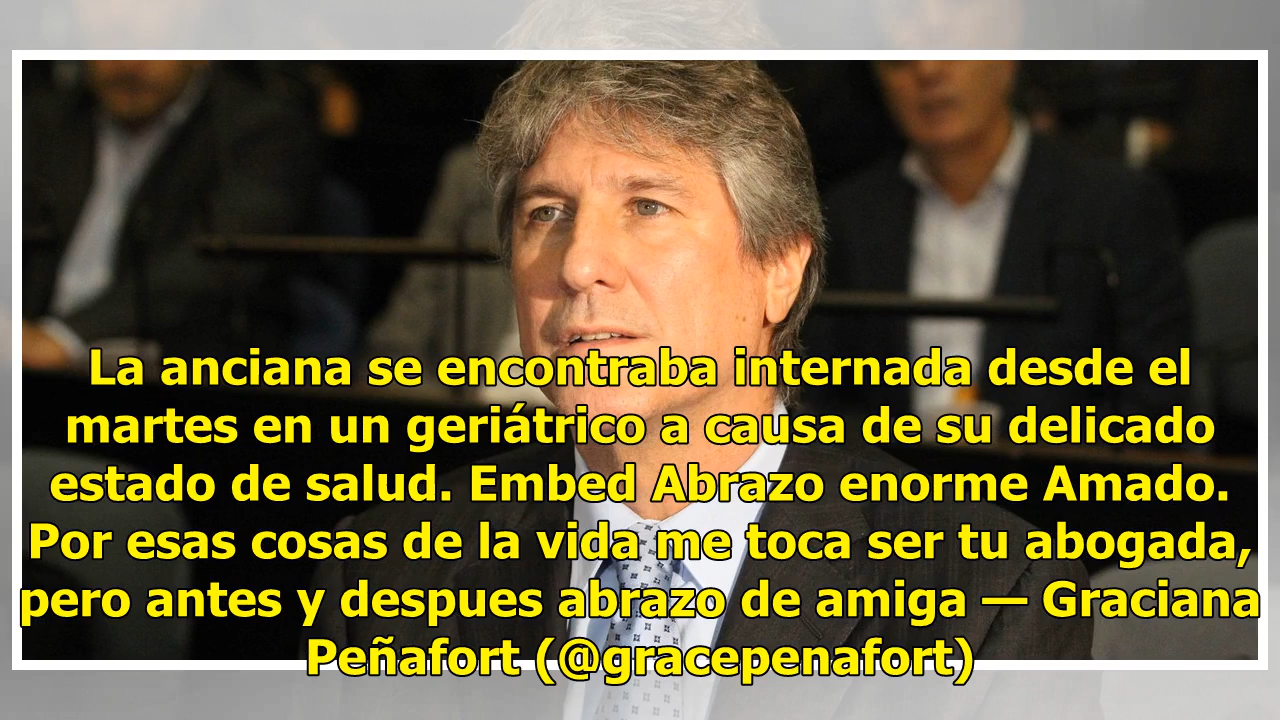 La anciana se encontraba internada desde el
martes en un geriátrico a causa de su delicado
estado de salud. Embed Abrazo enorme Amado.
Por esas cosas de la vida me toca ser tu abogada,
pero antes y despues abrazo de amiga — Graciana
Peñafort (@gracepenafort)